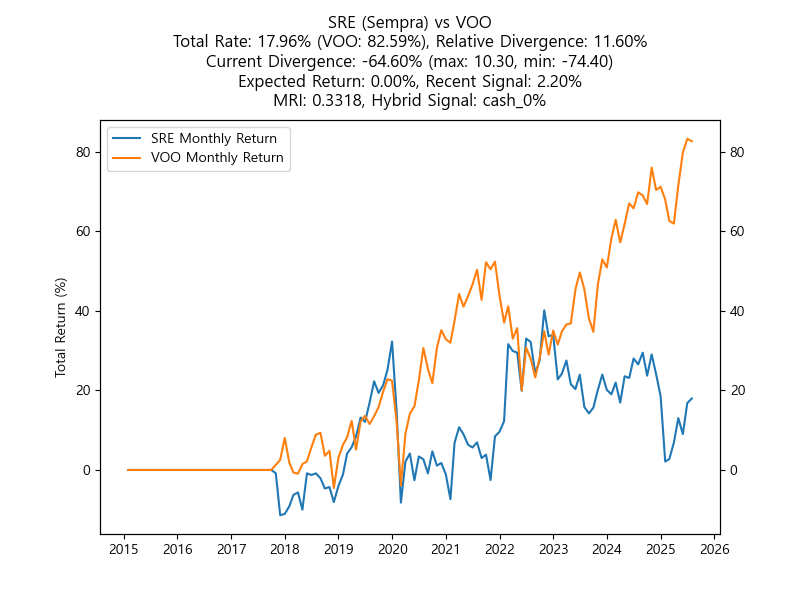 SRE (Sempra) vs VOO
Total Rate: 17.96% (VOO: 82.59%), Relative Divergence: 11.60%
Current Divergence: -64.60% (max: 10.30, min: -74.40)
Expected Return: 0.00%, Recent Signal: 2.20%
MRI: 0.3318, Hybrid Signal: cash_0%
SRE Monthly Return
VOO Monthly Return
Total Return (%)
80
60
40
20
0
80
60
40
20
0
2015 2016 2017 2018 2019 2020 2021 2022 2023 2024 2025 2026